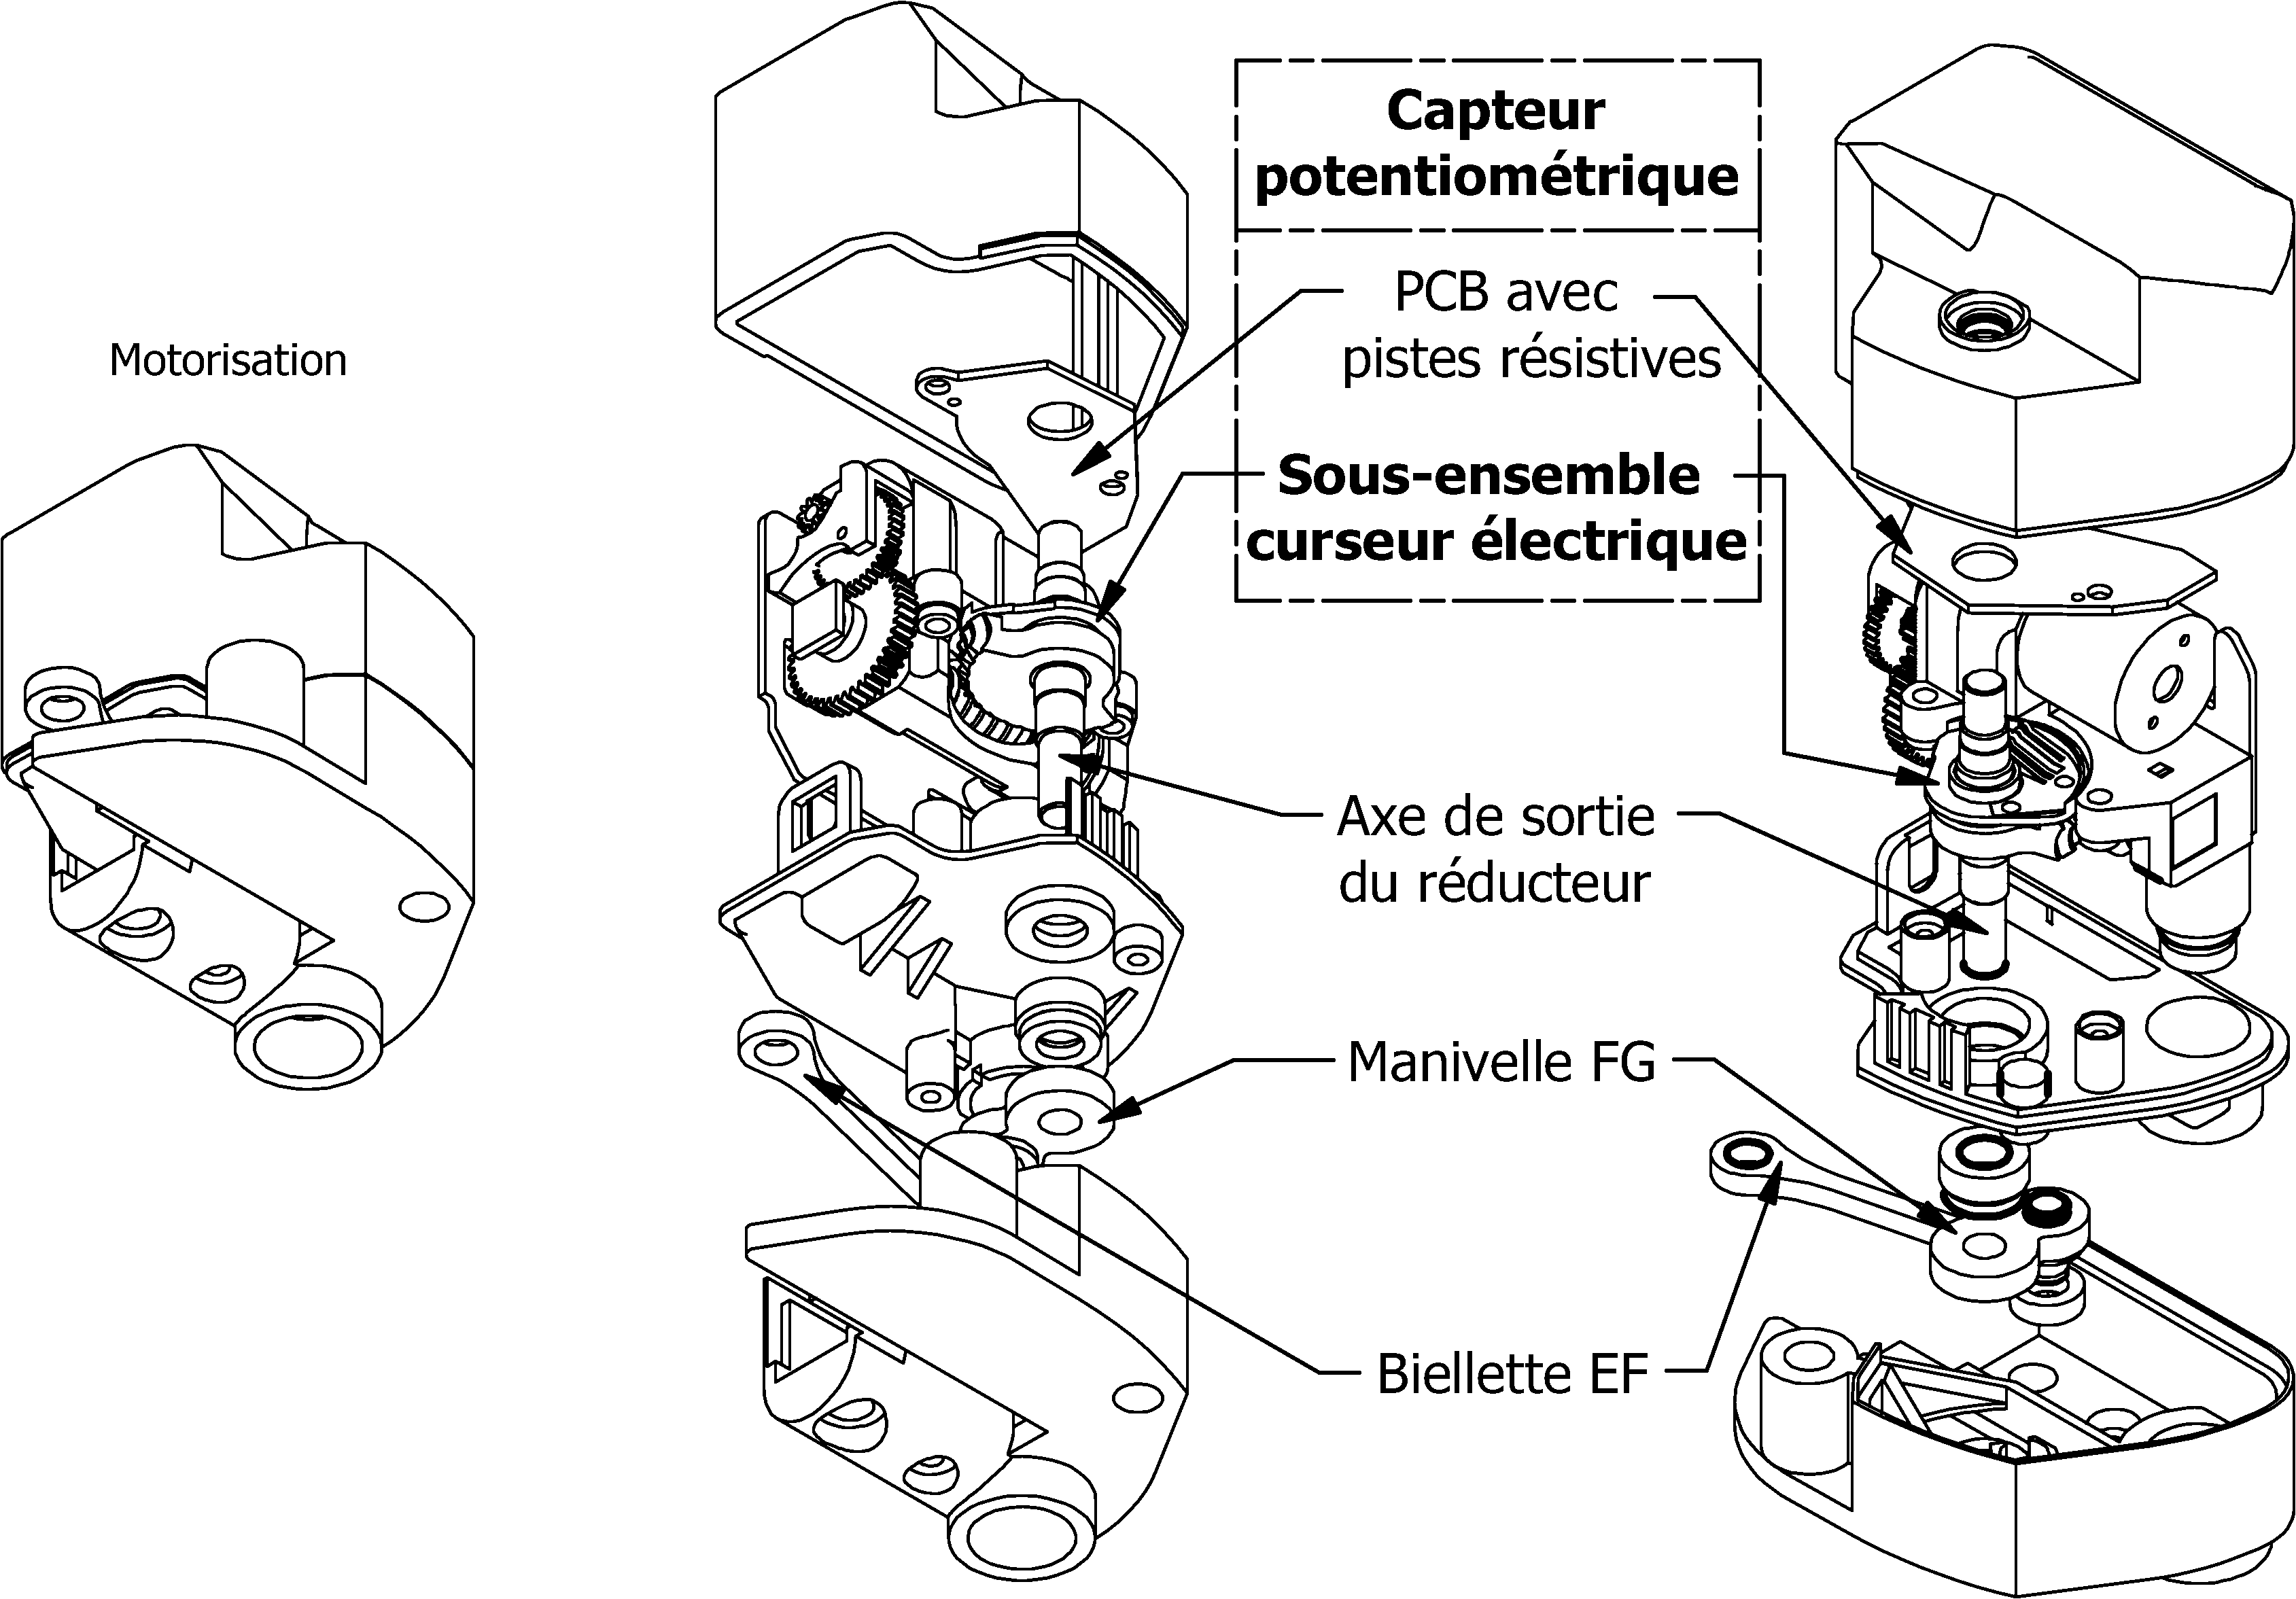 Motorisation
Capteur
potentiométrique
PCB avec
pistes résistives
Sous-ensemble
curseur électrique
Axe de sortie
du réducteur
Manivelle FG
Biellette EF